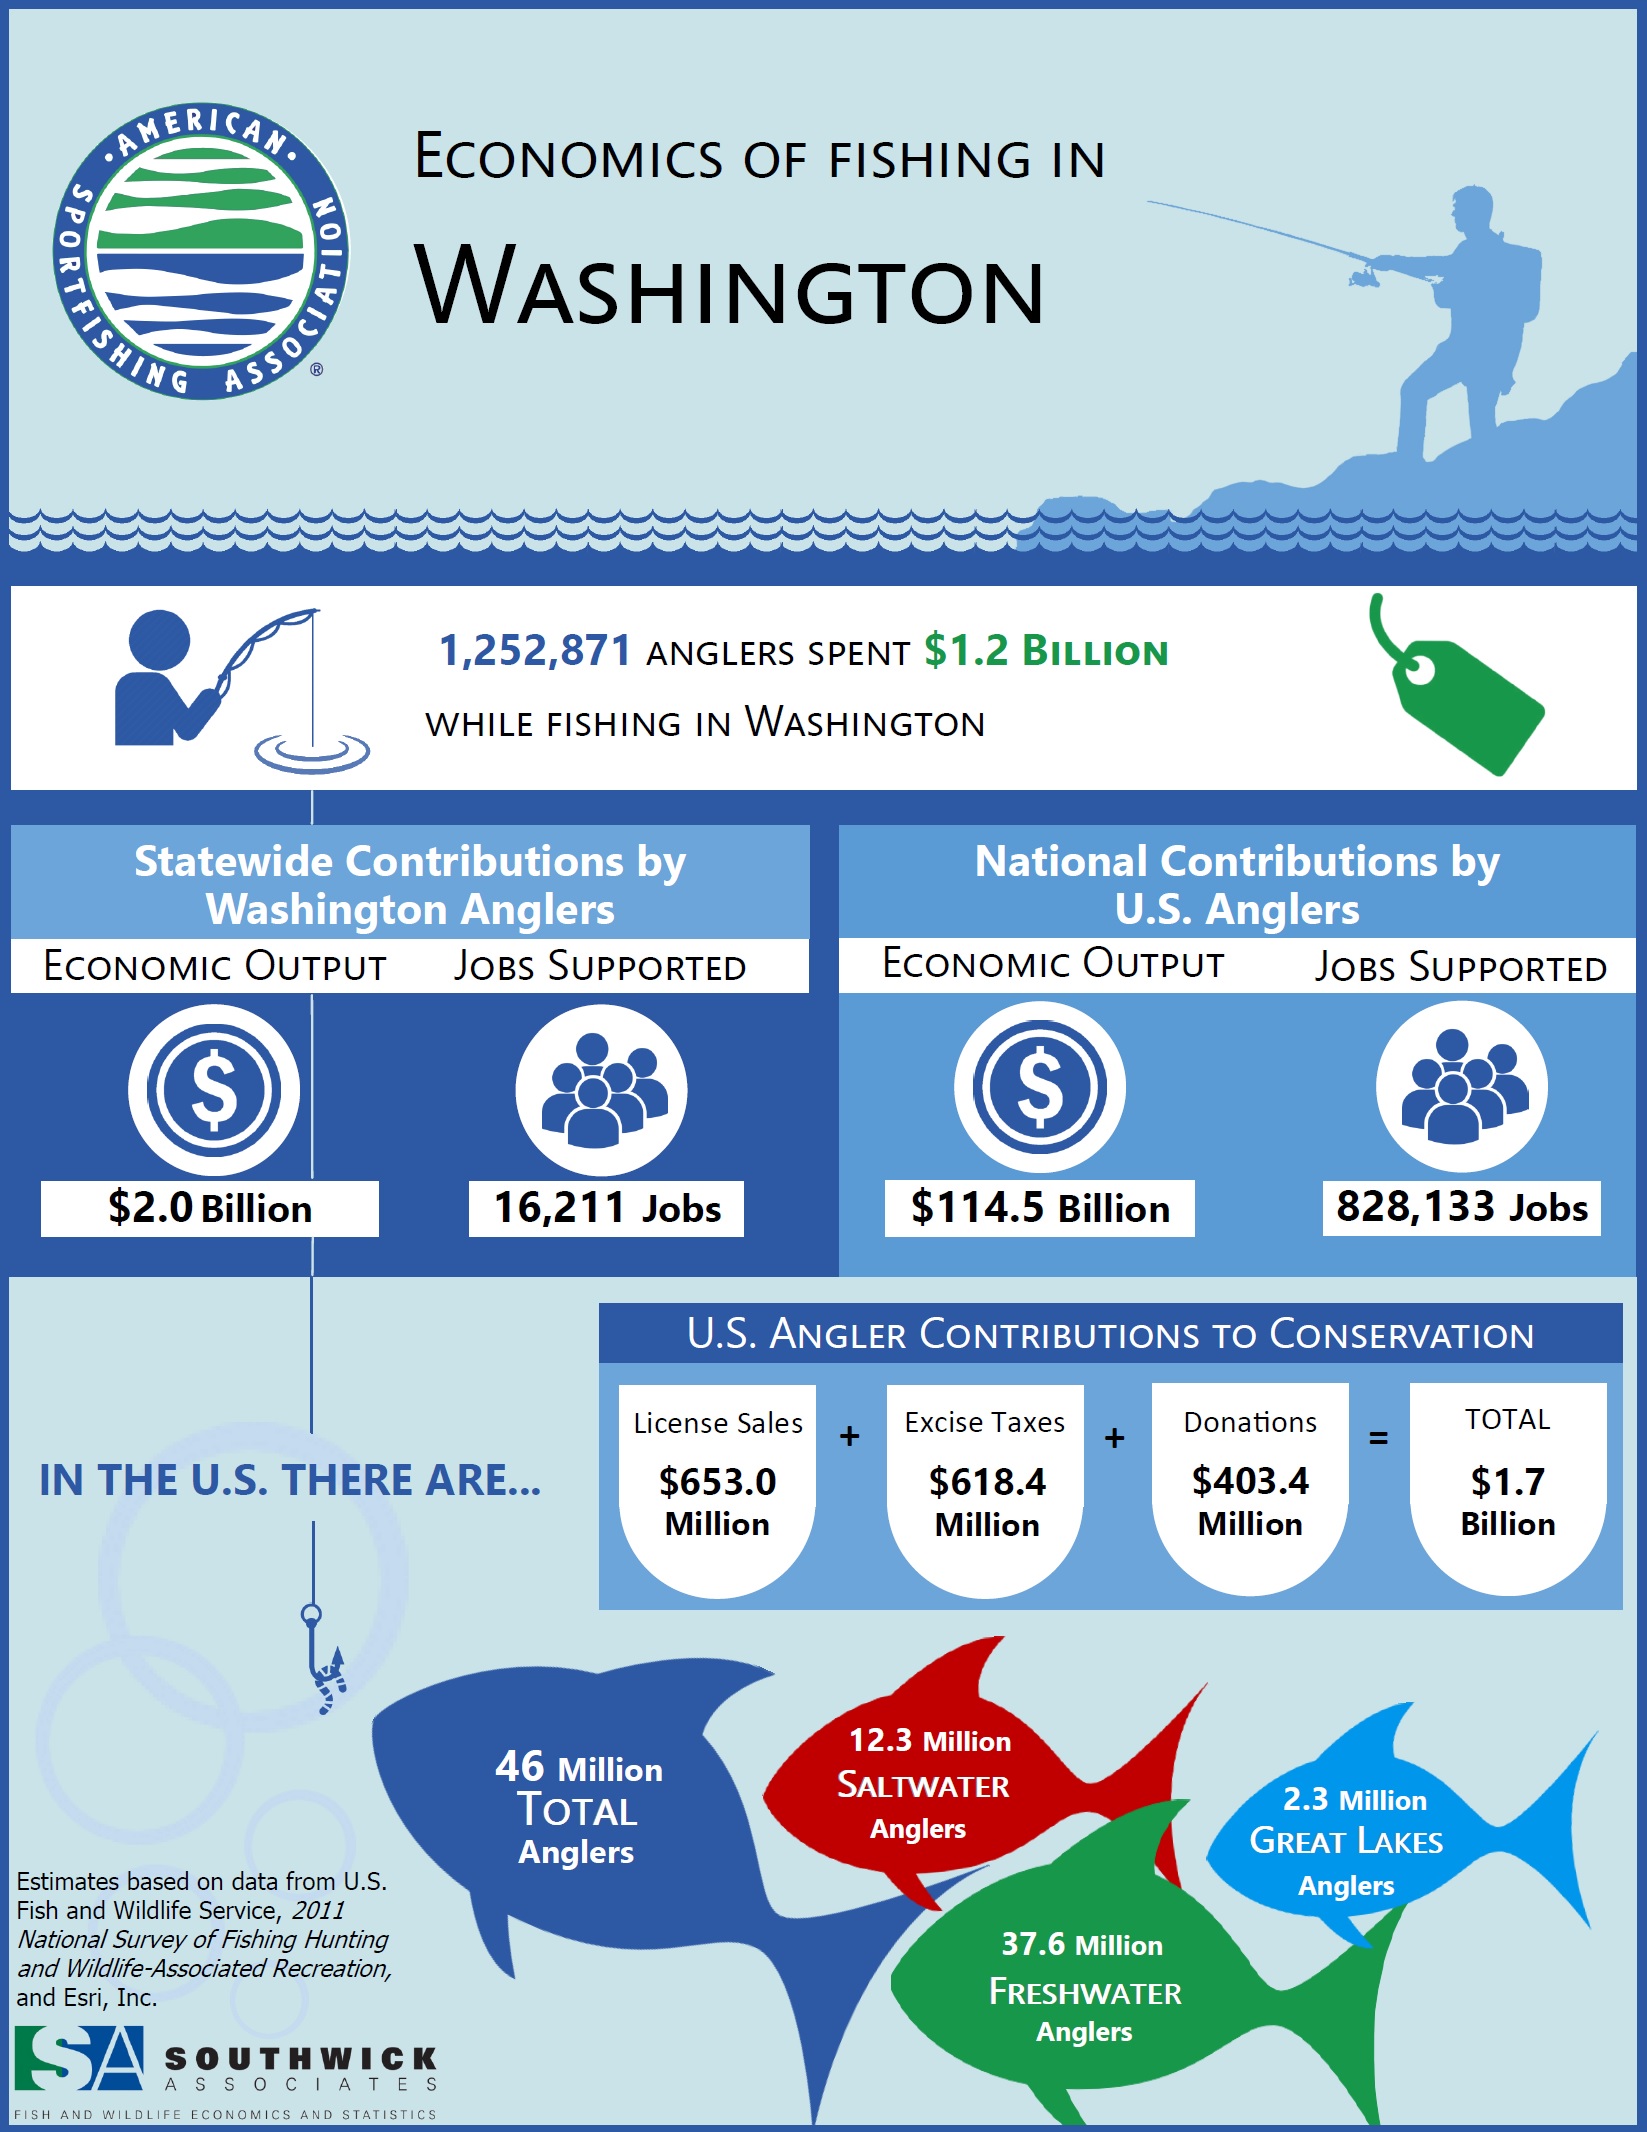 AMERICAN
SPORTFISHING ASSOCIATION
®
ECONOMICS OF FISHING IN
WASHINGTON
1,252,871 ANGLERS SPENT $1.2 BILLION
WHILE FISHING IN WASHINGTON
Statewide Contributions by
Washington Anglers
ECONOMIC OUTPUT JOBS SUPPORTED
$
$2.0 Billion 16,211 Jobs
National Contributions by
U.S. Anglers
ECONOMIC OUTPUT JOBS SUPPORTED
$
$114.5 Billion 828,133 Jobs
U.S. ANGLER CONTRIBUTIONS TO CONSERVATION
License Sales + Excise Taxes + Donations = TOTAL
$653.0 $618.4 $403.4 $1.7
Million Million Million Billion
IN THE U.S. THERE ARE...
46 Million
TOTAL
Anglers
12.3 Million
SALTWATER
Anglers
2.3 Million
GREAT LAKES
Anglers
37.6 Million
FRESHWATER
Anglers
Estimates based on data from U.S.
Fish and Wildlife Service, 2011
National Survey of Fishing Hunting
and Wildlife-Associated Recreation,
and Esri, Inc.
SA SOUTHWICK
ASSOCIATES
FISH AND WILDLIFE ECONOMICS AND STATISTICS